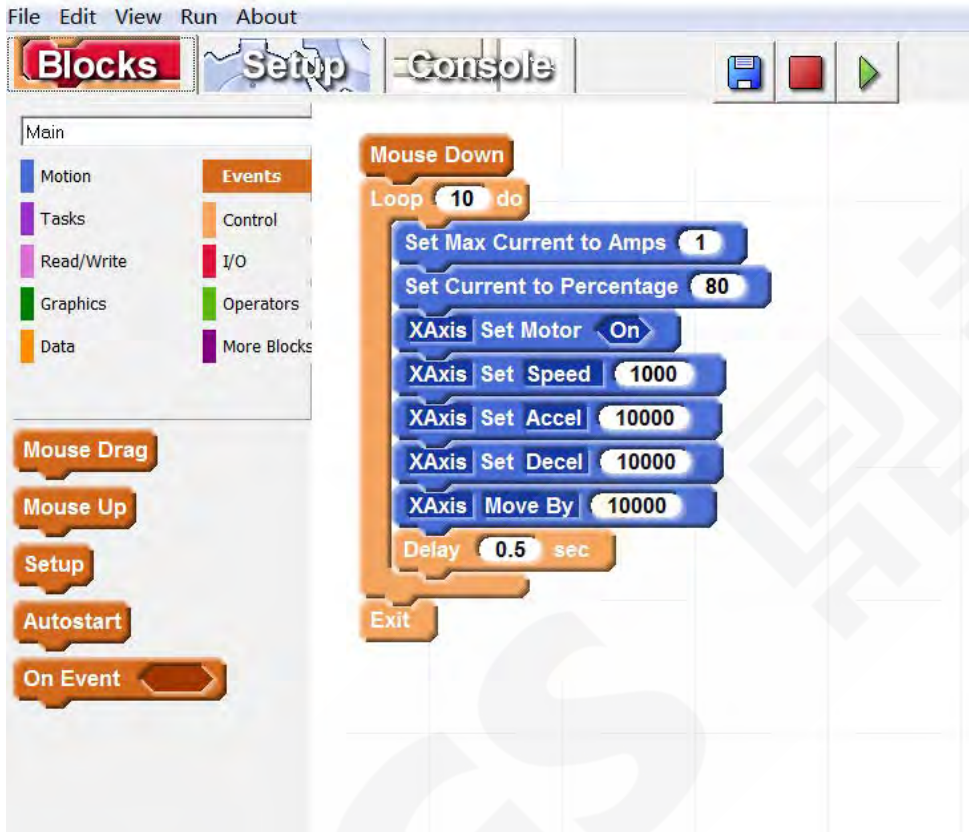 File Edit View Run About
Blocks Setup Console
Main
Motion Events
Tasks Control
Read/Write I/O
Graphics Operators
Data More Blocks
Mouse Drag
Mouse Up
Setup
Autostart
On Event
Mouse Down
Loop 10 do
Set Max Current to Amps 1
Set Current to Percentage 80
XAxis Set Motor On
XAxis Set Speed 1000
XAxis Set Accel 10000
XAxis Set Decel 10000
XAxis Move By 10000
Delay 0.5 sec
Exit